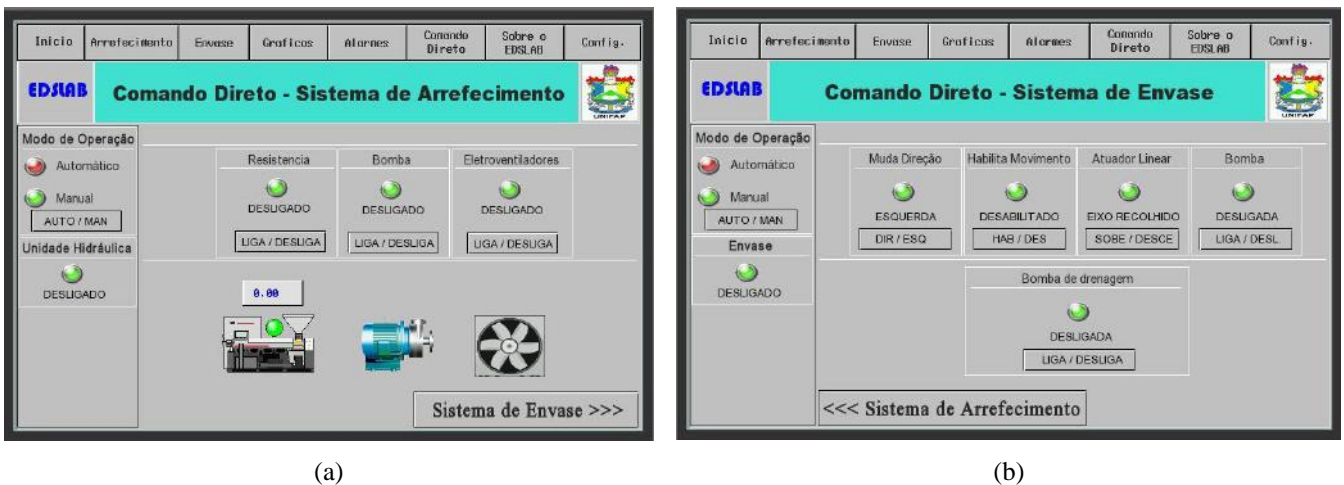 Inicio Arrefecimento Envase Graficos Alarmes Comando Direto Sobre o EDSLAB Config.
EDSLAB Comando Direto - Sistema de Arrefecimento UNIFAP
Modo de Operação
Automático
Manual
AUTO / MAN
Unidade Hidráulica
DESLIGADO
Resistencia Bomba Eletroventiladores
DESLIGADO DESLIGADO DESLIGADO
LIGA / DESLIGA LIGA / DESLIGA LIGA / DESLIGA
0.00
Sistema de Envase >>>
(a)
Inicio Arrefecimento Envase Graficos Alarmes Comando Direto Sobre o EDSLAB Config.
EDSLAB Comando Direto - Sistema de Envase UNIFAP
Modo de Operação
Automático
Manual
AUTO / MAN
Envase
DESLIGADO
Muda Direção Habilita Movimento Atuador Linear Bomba
ESQUERDA DESABILITADO EIXO RECOLHIDO DESLIGADA
DIR / ESQ HAB / DES SOBE / DESCE LIGA / DESL.
Bomba de drenagem
DESLIGADA
LIGA / DESLIGA
<<< Sistema de Arrefecimento
(b)